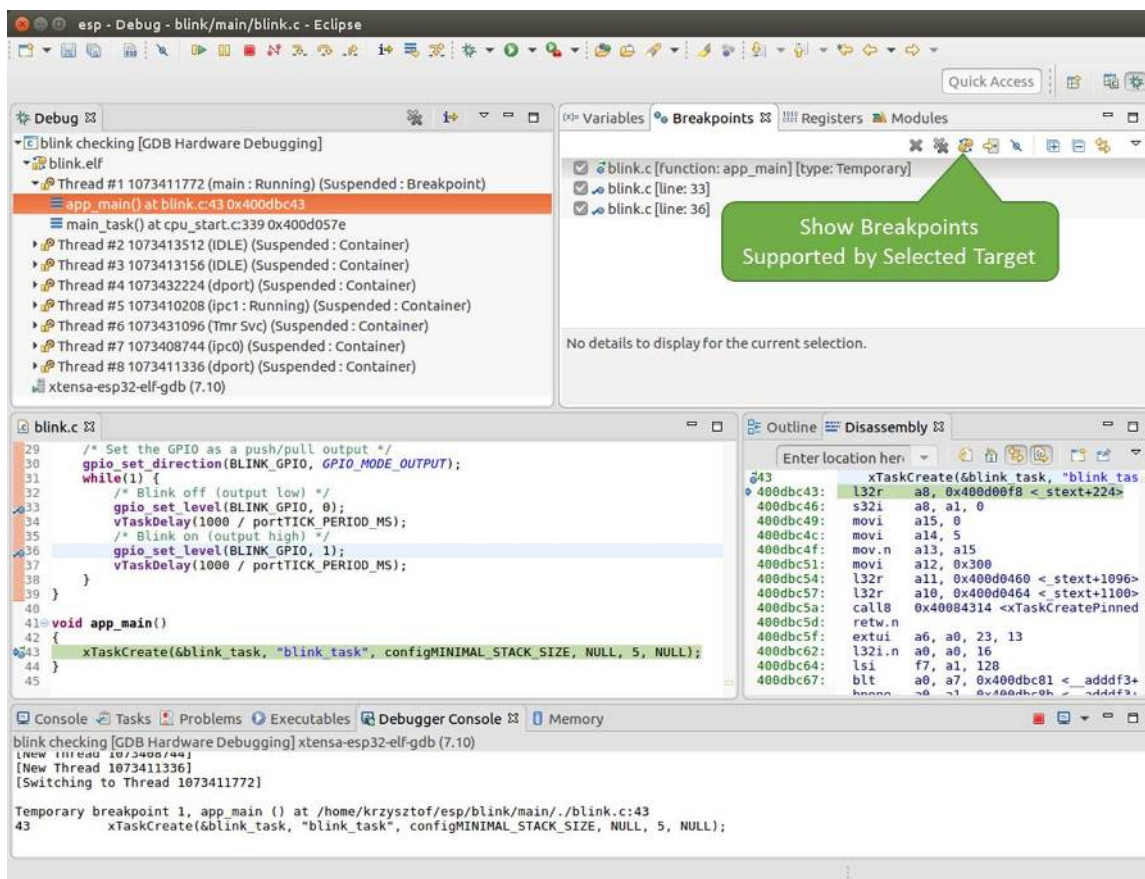 esp - Debug - blink/main/blink.c - Eclipse
Quick Access
Debug
blink checking [GDB Hardware Debugging]
blink.elf
Thread #1 1073411772 (main : Running) (Suspended : Breakpoint)
app_main() at blink.c:43 0x400dbc43
main_task() at cpu_start.c:339 0x400d057e
Thread #2 1073413512 (IDLE) (Suspended : Container)
Thread #3 1073413156 (IDLE) (Suspended : Container)
Thread #4 1073432224 (dport) (Suspended : Container)
Thread #5 1073410208 (ipc1 : Running) (Suspended : Container)
Thread #6 1073431096 (Tmr Svc) (Suspended : Container)
Thread #7 1073408744 (ipc0) (Suspended : Container)
Thread #8 1073411336 (dport) (Suspended : Container)
xtensa-esp32-elf-gdb (7.10)
(x)= Variables Breakpoints Registers Modules
blink.c [function: app_main] [type: Temporary]
blink.c [line: 33]
blink.c [line: 36]
Show Breakpoints
Supported by Selected Target
No details to display for the current selection.
blink.c
29 /* Set the GPIO as a push/pull output */
30 gpio_set_direction(BLINK_GPIO, GPIO_MODE_OUTPUT);
31 while(1) {
32 /* Blink off (output low) */
33 gpio_set_level(BLINK_GPIO, 0);
34 vTaskDelay(1000 / portTICK_PERIOD_MS);
35 /* Blink on (output high) */
36 gpio_set_level(BLINK_GPIO, 1);
37 vTaskDelay(1000 / portTICK_PERIOD_MS);
38 }
39 }
40
41 void app_main()
42 {
43 xTaskCreate(&blink_task, "blink_task", configMINIMAL_STACK_SIZE, NULL, 5, NULL);
44 }
45
Outline Disassembly
Enter location her
43 xTaskCreate(&blink_task, "blink_tas
400dbc43: l32r a8, 0x400d00f8 <_stext+224>
400dbc46: s32i a8, a1, 0
400dbc49: movi a15, 0
400dbc4c: movi a14, 5
400dbc4f: mov.n a13, a15
400dbc51: movi a12, 0x300
400dbc54: l32r a11, 0x400d0460 <_stext+1096>
400dbc57: l32r a10, 0x400d0464 <_stext+1100>
400dbc5a: call8 0x40084314 <xTaskCreatePinned
400dbc5d: retw.n
400dbc5f: extui a6, a0, 23, 13
400dbc62: l32i.n a0, a0, 16
400dbc64: lsi f7, a1, 128
400dbc67: blt a0, a7, 0x400dbc81 <__adddf3+
Console Tasks Problems Executables Debugger Console Memory
blink checking [GDB Hardware Debugging] xtensa-esp32-elf-gdb (7.10)
[New Thread 1073408744]
[New Thread 1073411336]
[Switching to Thread 1073411772]
Temporary breakpoint 1, app_main () at /home/krzysztof/esp/blink/main/./blink.c:43
43 xTaskCreate(&blink_task, "blink_task", configMINIMAL_STACK_SIZE, NULL, 5, NULL);